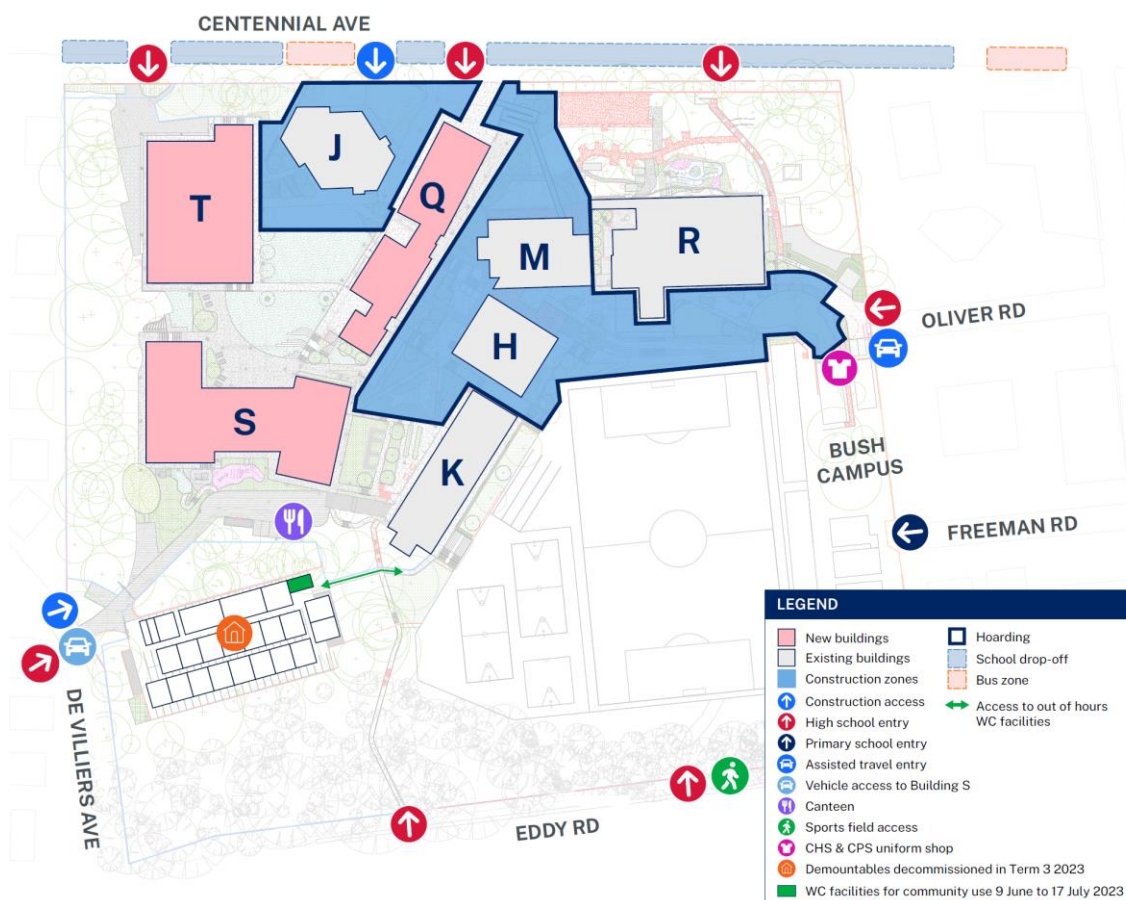 CENTENNIAL AVE
J
Q
T
M
R
H
S
K
OLIVER RD
BUSH
CAMPUS
FREEMAN RD
DE VILLIERS AVE
EDDY RD
LEGEND
New buildings
Existing buildings
Construction zones
Construction access
High school entry
Primary school entry
Assisted travel entry
Vehicle access to Building S
Canteen
Sports field access
CHS & CPS uniform shop
Demountables decommissioned in Term 3 2023
WC facilities for community use 9 June to 17 July 2023
Hoarding
School drop-off
Bus zone
Access to out of hours
WC facilities